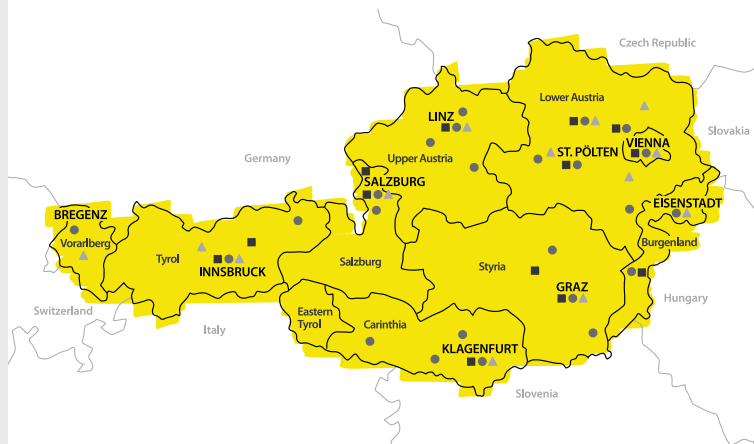 Czech Republic
Lower Austria
LINZ
Slovakia
VIENNA
ST. PÖLTEN
Germany
Upper Austria
SALZBURG
EISENSTADT
BREGENZ
Vorarlberg
Burgenland
Tyrol
Salzburg
Styria
INNSBRUCK
GRAZ
Hungary
Switzerland
Eastern
Tyrol
Carinthia
Italy
KLAGENFURT
Slovenia